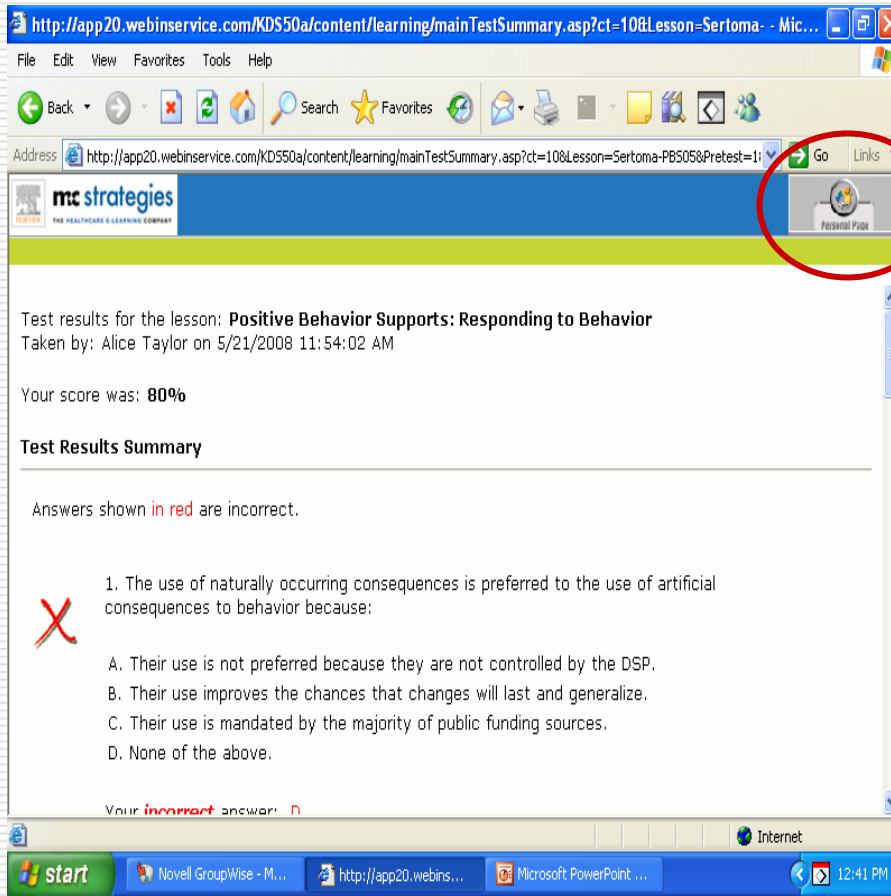 http://app20.webinservice.com/KDS50a/content/learning/mainTestSummary.asp?ct=10&Lesson=Sertoma- - Mic...
File Edit View Favorites Tools Help
Back Search Favorites
Address http://app20.webinservice.com/KDS50a/content/learning/mainTestSummary.asp?ct=10&Lesson=Sertoma-PBS05&Pretest=1 Go Links
ELSEVIER mc strategies
THE HEALTHCARE E-LEARNING COMPANY
Personal Page
Test results for the lesson: Positive Behavior Supports: Responding to Behavior
Taken by: Alice Taylor on 5/21/2008 11:54:02 AM
Your score was: 80%
Test Results Summary
Answers shown in red are incorrect.
1. The use of naturally occurring consequences is preferred to the use of artificial
consequences to behavior because:
A. Their use is not preferred because they are not controlled by the DSP.
B. Their use improves the chances that changes will last and generalize.
C. Their use is mandated by the majority of public funding sources.
D. None of the above.
Your incorrect answer: D
Internet
start Novell GroupWise - M... http://app20.webins... Microsoft PowerPoint ... 12:41 PM